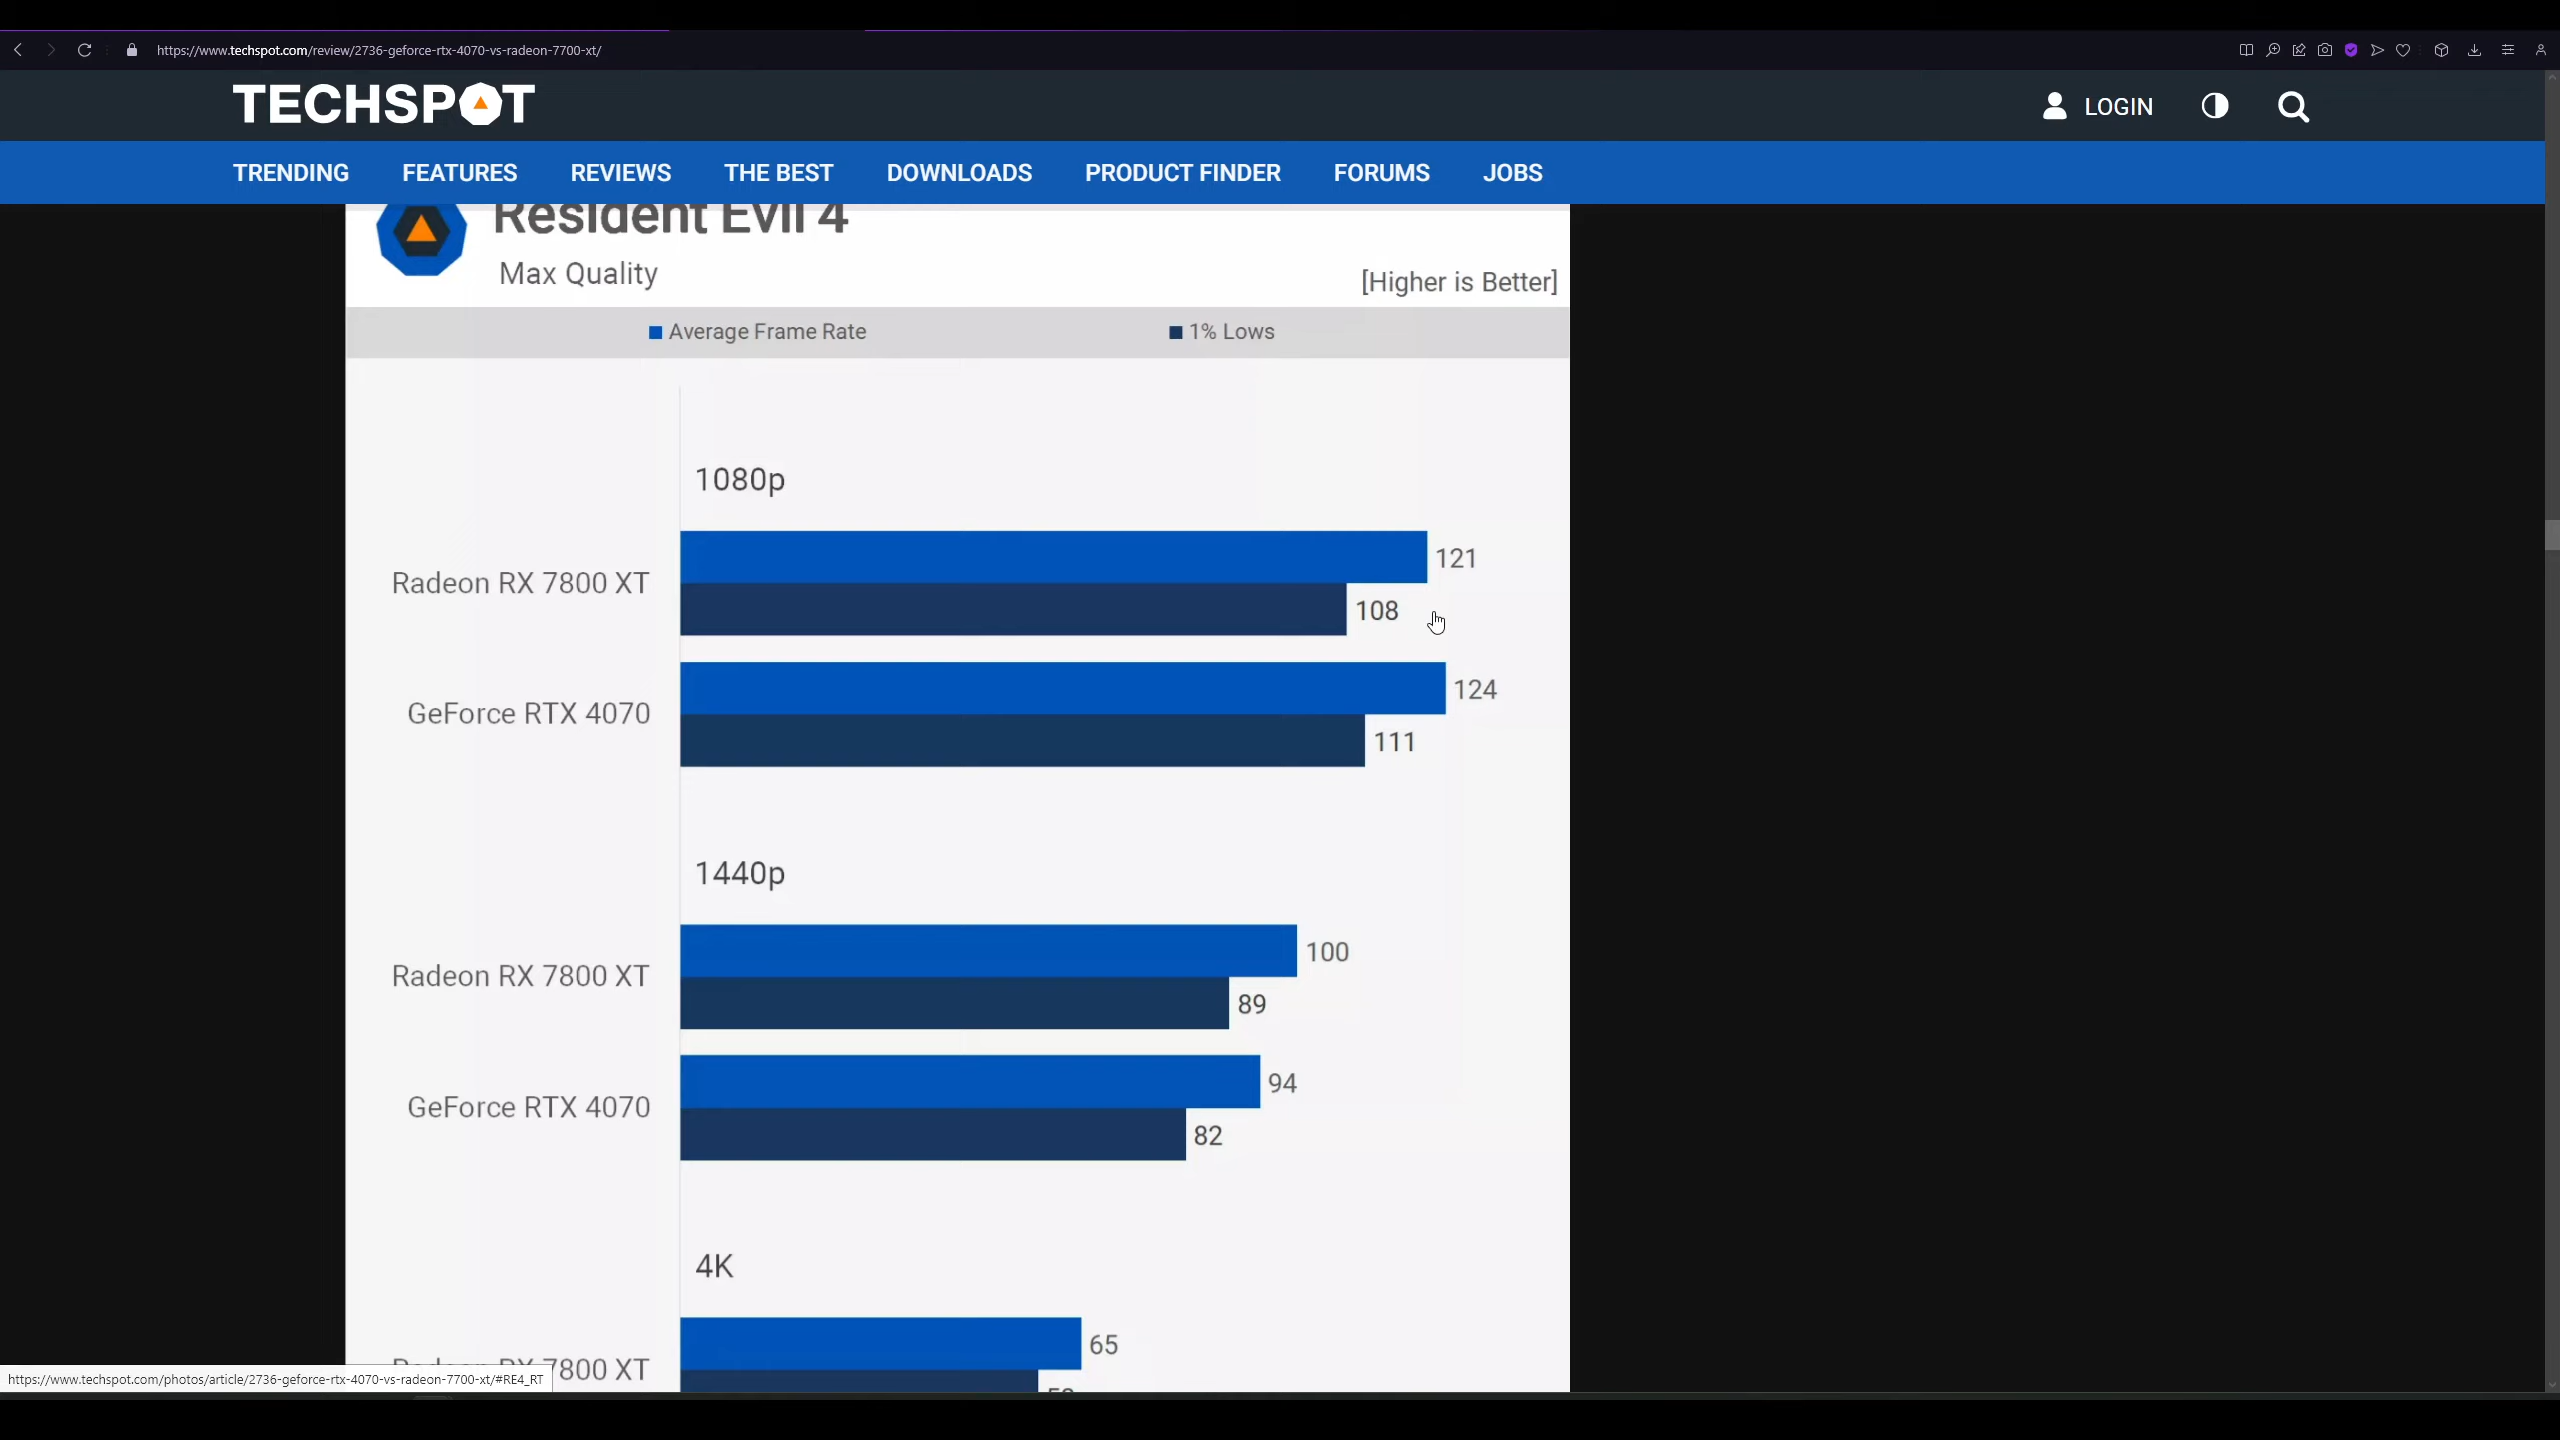 https://www.techspot.com/review/2736-geforce-rtx-4070-vs-radeon-7700-xt/
TECHSPOT
LOGIN
TRENDING FEATURES REVIEWS THE BEST DOWNLOADS PRODUCT FINDER FORUMS JOBS
Resident Evil 4
Max Quality
[Higher is Better]
Average Frame Rate 1% Lows
1080p
Radeon RX 7800 XT 121
108
GeForce RTX 4070 124
111
1440p
Radeon RX 7800 XT 100
89
GeForce RTX 4070 94
82
4K
65
Radeon RX 7800 XT
https://www.techspot.com/photos/article/2736-geforce-rtx-4070-vs-radeon-7700-xt/#RE4_RT